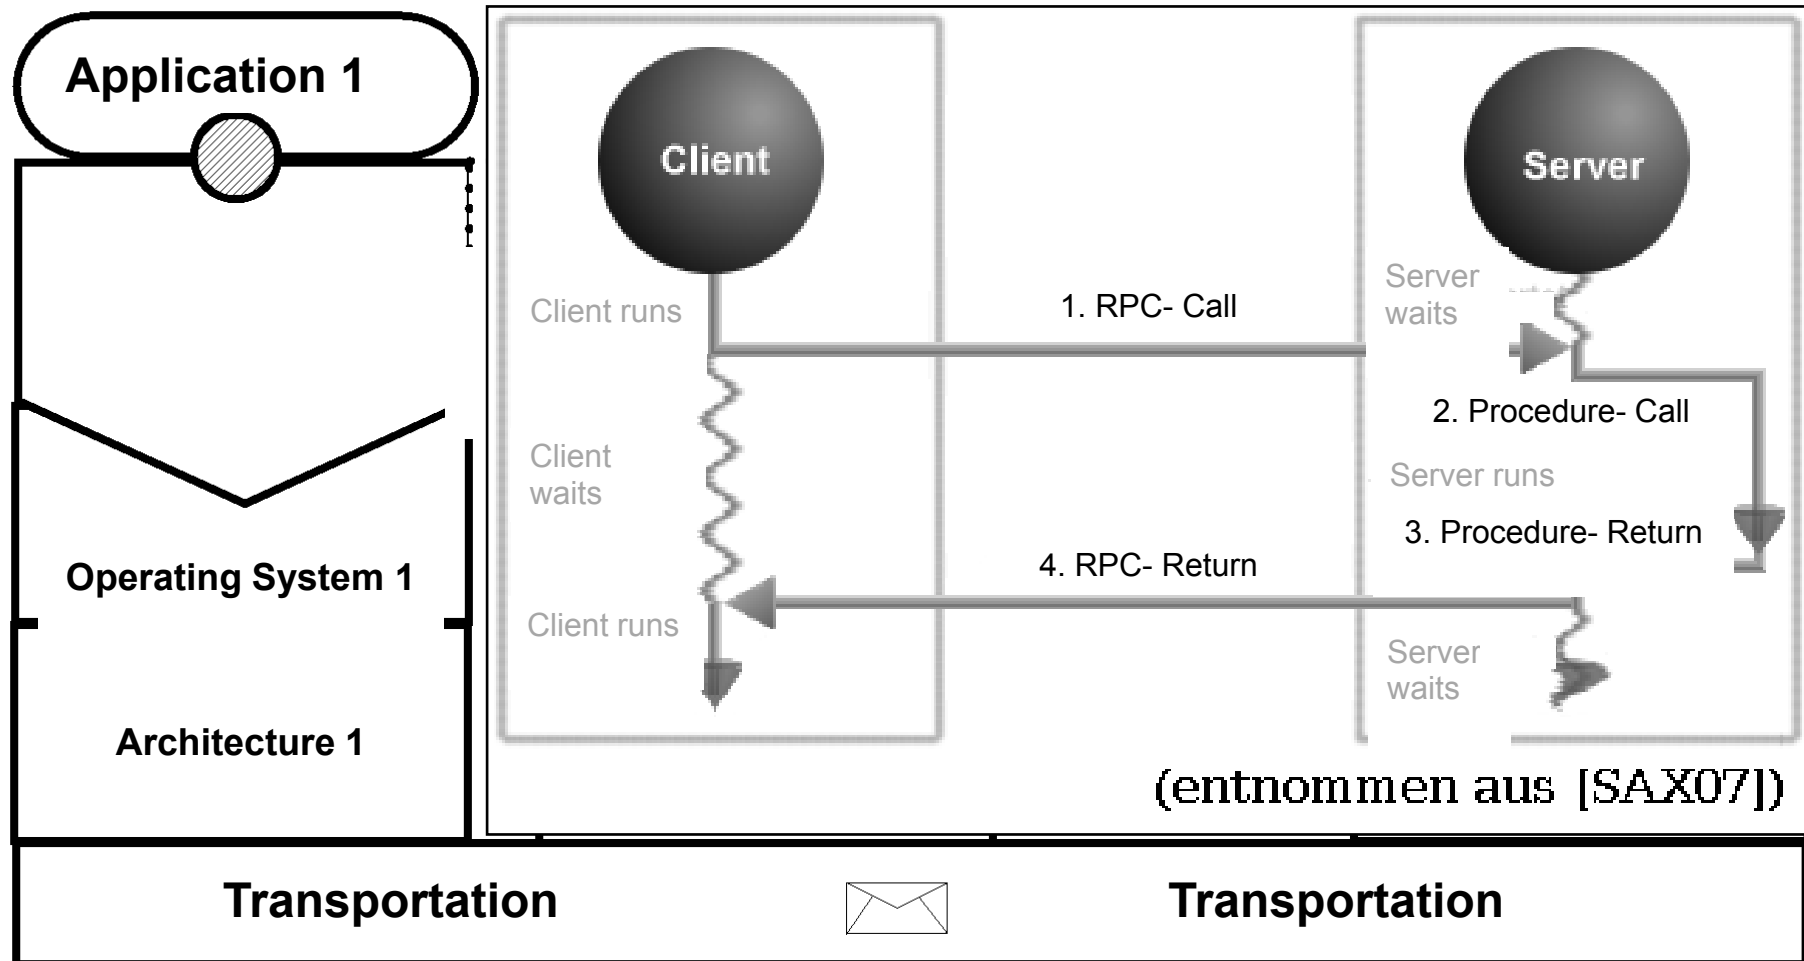 Application 1
Client
Server
Client runs
1. RPC- Call
Server
waits
2. Procedure- Call
Client
waits
Server runs
3. Procedure- Return
4. RPC- Return
Operating System 1
Client runs
Server
waits
Architecture 1
(entnommen aus [SAX07])
Transportation
Transportation